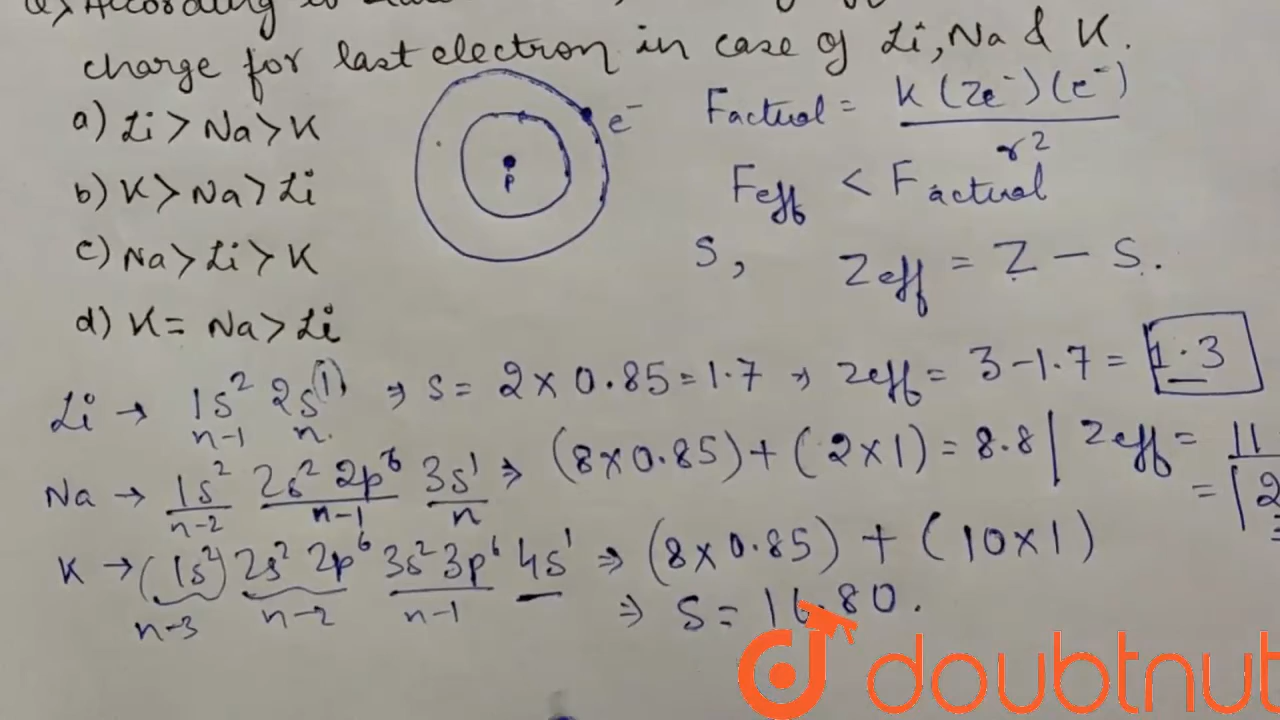 charge for last electron in case of Li, Na & K.
a) Li > Na > K
b) K > Na > Li
c) Na > Li > K
d) K = Na > Li
e⁻
p
Factual = K (Ze⁻) (e⁻)
r²
Feff < Factual
S, Zeff = Z – S.
Li → 1s² 2s⁽¹⁾ ⇒ S = 2 × 0.85 = 1.7 ⇒ Zeff = 3 – 1.7 = 1.3
n-1 n.
Na → 1s² 2s² 2p⁶ 3s¹ ⇒ (8×0.85) + (2×1) = 8.8 | Zeff = 11
n-2 n-1 n
= 2
K → (1s²) 2s² 2p⁶ 3s² 3p⁶ 4s¹ ⇒ (8×0.85) + (10×1)
n-3 n-2 n-1
⇒ S = 16.80.
doubtnut